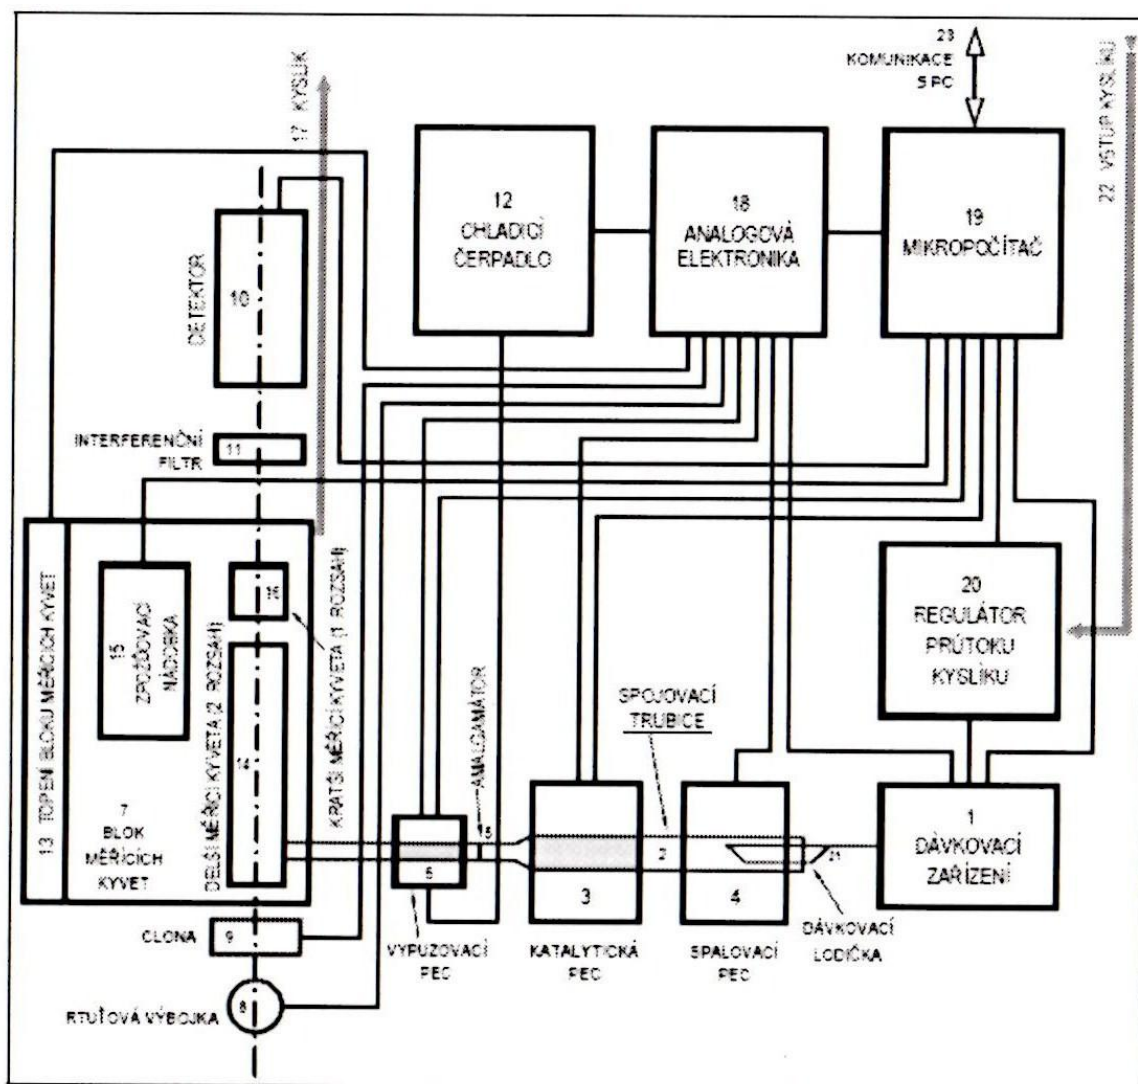 23
KOMUNIKACE
S PC
17 KYSLÍK
22 VSTUP KYSLÍKU
12
CHLADICÍ
ČERPADLO
18
ANALOGOVÁ
ELEKTRONIKA
19
MIKROPOČÍTAČ
DETEKTOR
10
INTERFERENČNÍ
FILTR
11
13 TOPENÍ BLOKU MĚŘICÍCH KYVET
15
ZPOŽĎOVACÍ
NÁDOBKA
16
KRATŠÍ MĚŘICÍ KYVETA (1 ROZSAH)
DELŠÍ MĚŘICÍ KYVETA (2 ROZSAH)
14
7
BLOK
MĚŘÍCÍCH
KYVET
20
REGULÁTOR
PRŮTOKU
KYSLÍKU
SPOJOVACÍ
TRUBICE
AMALGAMÁTOR
5
6
3
2
4
21
1
DÁVKOVACÍ
ZAŘÍZENÍ
CLONA
9
VYPUZOVACÍ
PEC
KATALYTICKÁ
PEC
SPALOVACÍ
PEC
DÁVKOVACÍ
LODIČKA
RTUŤOVÁ VÝBOJKA
8